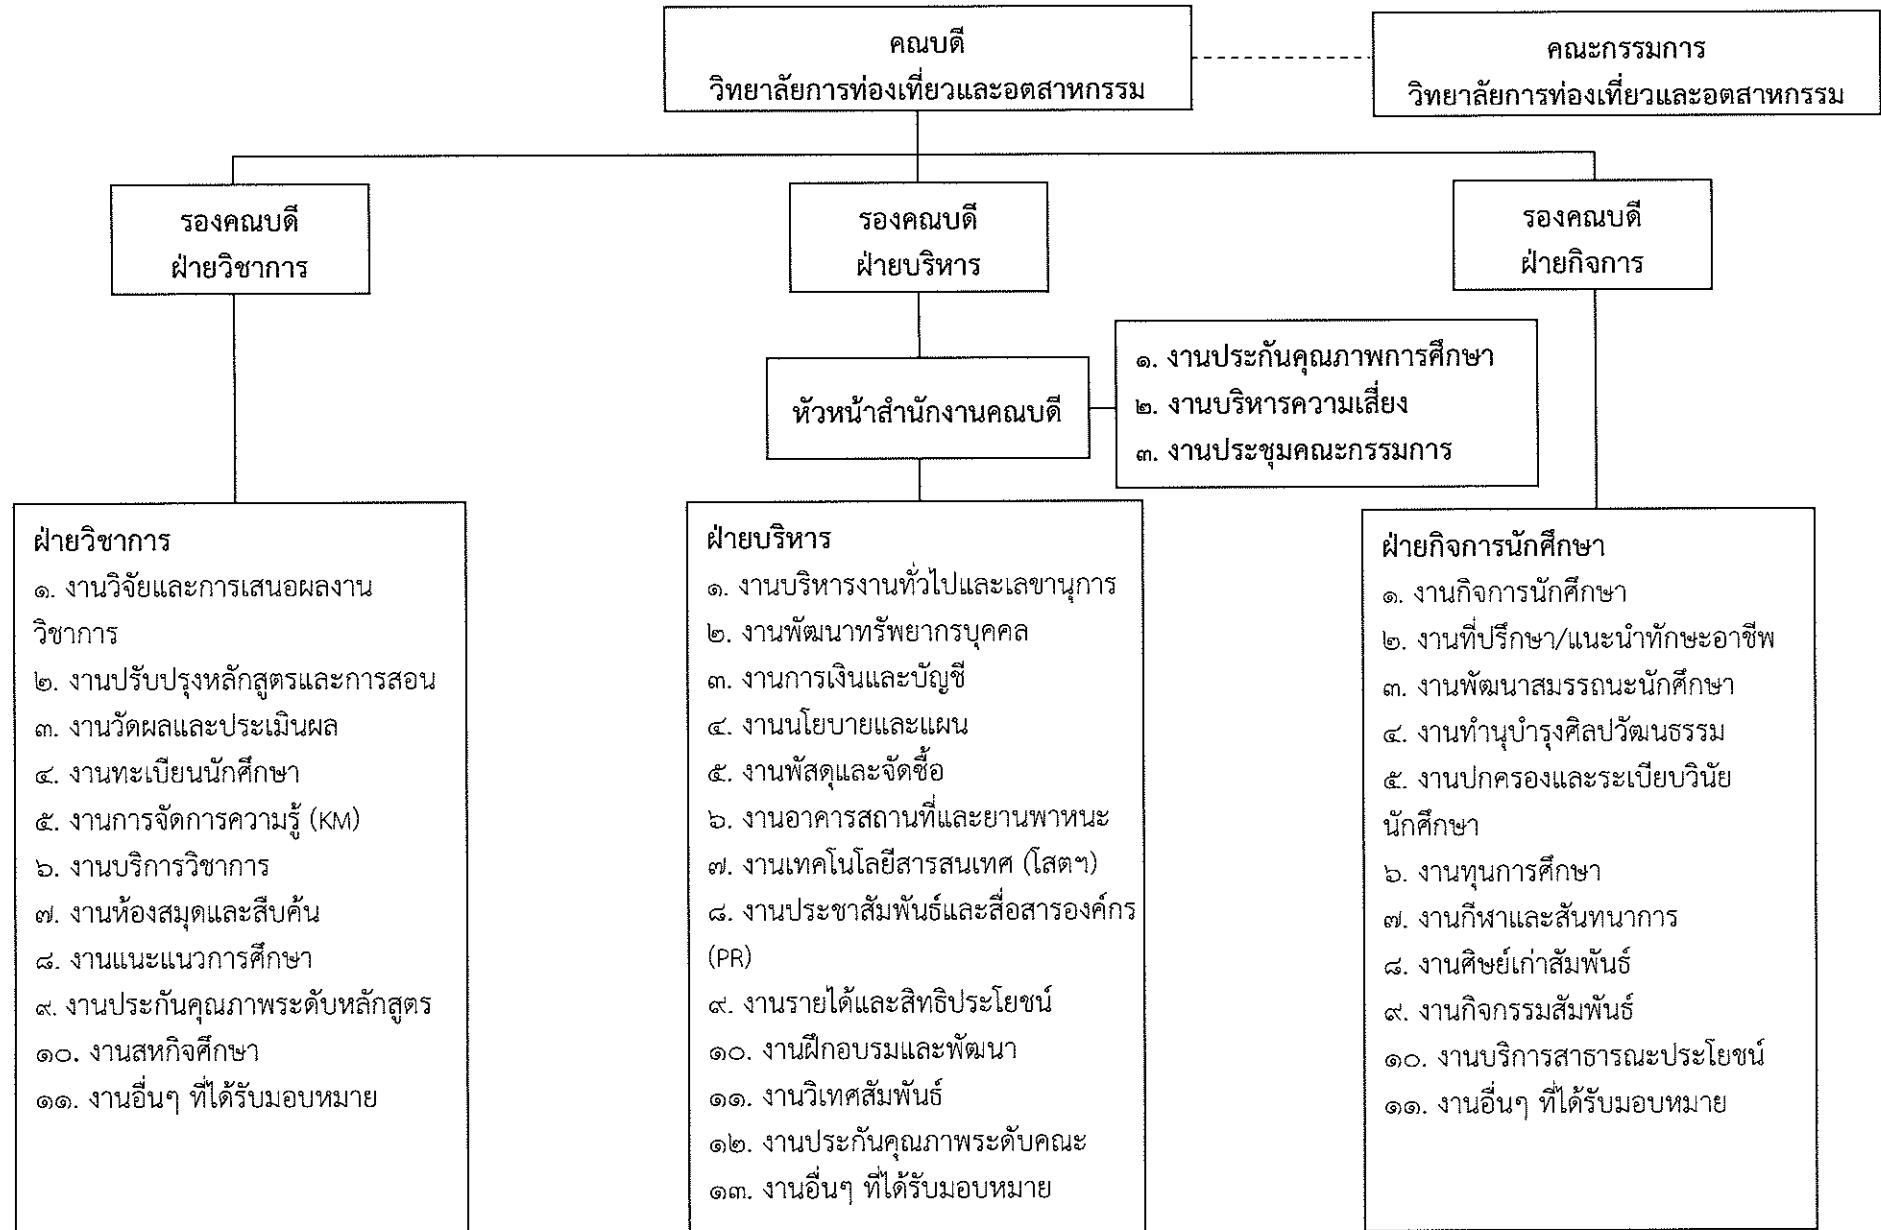 คณบดี
วิทยาลัยการท่องเที่ยวและอตสาหกรรม
คณะกรรมการ
วิทยาลัยการท่องเที่ยวและอตสาหกรรม
รองคณบดี
ฝ่ายวิชาการ
รองคณบดี
ฝ่ายบริหาร
รองคณบดี
ฝ่ายกิจการ
หัวหน้าสำนักงานคณบดี
๑. งานประกันคุณภาพการศึกษา
๒. งานบริหารความเสี่ยง
๓. งานประชุมคณะกรรมการ
ฝ่ายวิชาการ
๑. งานวิจัยและการเสนอผลงาน
วิชาการ
๒. งานปรับปรุงหลักสูตรและการสอน
๓. งานวัดผลและประเมินผล
๔. งานทะเบียนนักศึกษา
๕. งานการจัดการความรู้ (KM)
๖. งานบริการวิชาการ
๗. งานห้องสมุดและสืบค้น
๘. งานแนะแนวการศึกษา
๙. งานประกันคุณภาพระดับหลักสูตร
๑๐. งานสหกิจศึกษา
๑๑. งานอื่นๆ ที่ได้รับมอบหมาย
ฝ่ายบริหาร
๑. งานบริหารงานทั่วไปและเลขานุการ
๒. งานพัฒนาทรัพยากรบุคคล
๓. งานการเงินและบัญชี
๔. งานนโยบายและแผน
๕. งานพัสดุและจัดซื้อ
๖. งานอาคารสถานที่และยานพาหนะ
๗. งานเทคโนโลยีสารสนเทศ (โสตฯ)
๘. งานประชาสัมพันธ์และสื่อสารองค์กร
(PR)
๙. งานรายได้และสิทธิประโยชน์
๑๐. งานฝึกอบรมและพัฒนา
๑๑. งานวิเทศสัมพันธ์
๑๒. งานประกันคุณภาพระดับคณะ
๑๓. งานอื่นๆ ที่ได้รับมอบหมาย
ฝ่ายกิจการนักศึกษา
๑. งานกิจการนักศึกษา
๒. งานที่ปรึกษา/แนะนำทักษะอาชีพ
๓. งานพัฒนาสมรรถนะนักศึกษา
๔. งานทำนุบำรุงศิลปวัฒนธรรม
๕. งานปกครองและระเบียบวินัย
นักศึกษา
๖. งานทุนการศึกษา
๗. งานกีฬาและสันทนาการ
๘. งานศิษย์เก่าสัมพันธ์
๙. งานกิจกรรมสัมพันธ์
๑๐. งานบริการสาธารณะประโยชน์
๑๑. งานอื่นๆ ที่ได้รับมอบหมาย